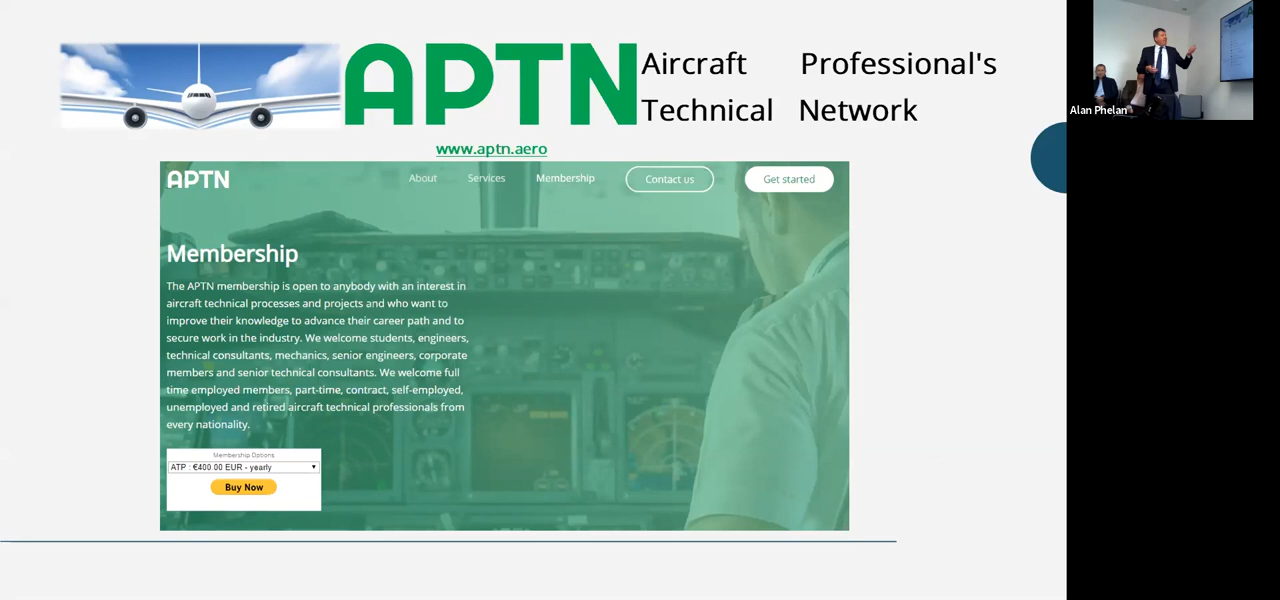 APTN
Aircraft Professional's
Technical Network
www.aptn.aero
APTN
About Services Membership Contact us Get started
Membership
The APTN membership is open to anybody with an interest in
aircraft technical processes and projects and who want to
improve their knowledge to advance their career path and to
secure work in the industry. We welcome students, engineers,
technical consultants, mechanics, senior engineers, corporate
members and senior technical consultants. We welcome full
time employed members, part-time, contract, self-employed,
unemployed and retired aircraft technical professionals from
every nationality.
Membership Options
ATP : €400.00 EUR - yearly
Buy Now
Alan Phelan